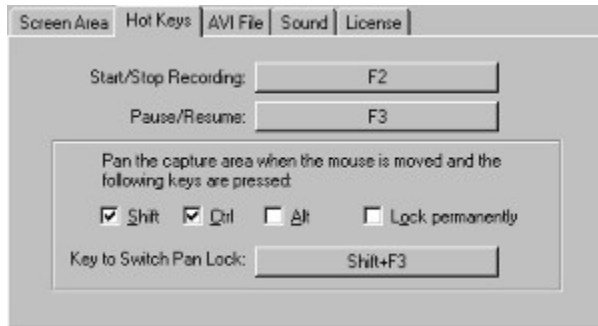 Screen Area Hot Keys AVI File Sound License
Start/Stop Recording: F2
Pause/Resume: F3
Pan the capture area when the mouse is moved and the
following keys are pressed:
Shift Ctrl Alt Lock permanently
Key to Switch Pan Lock: Shift+F3